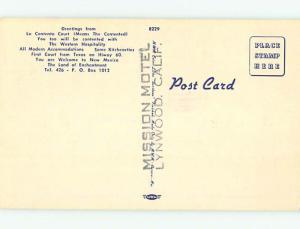 Greetings from
La Contenta Court (Means The Contented)
You too will be contented with
The Western Hospitality
All Modern Accommodations Some Kitchenettes
First Court from Texas on Hiway 60.
You are Welcome to New Mexico
The Land of Enchantment
Tel. 426 - P. O. Box 1012
8229
MISSION MOTEL
LYNWOOD, CALIF.
Post Card
PLACE
STAMP
HERE